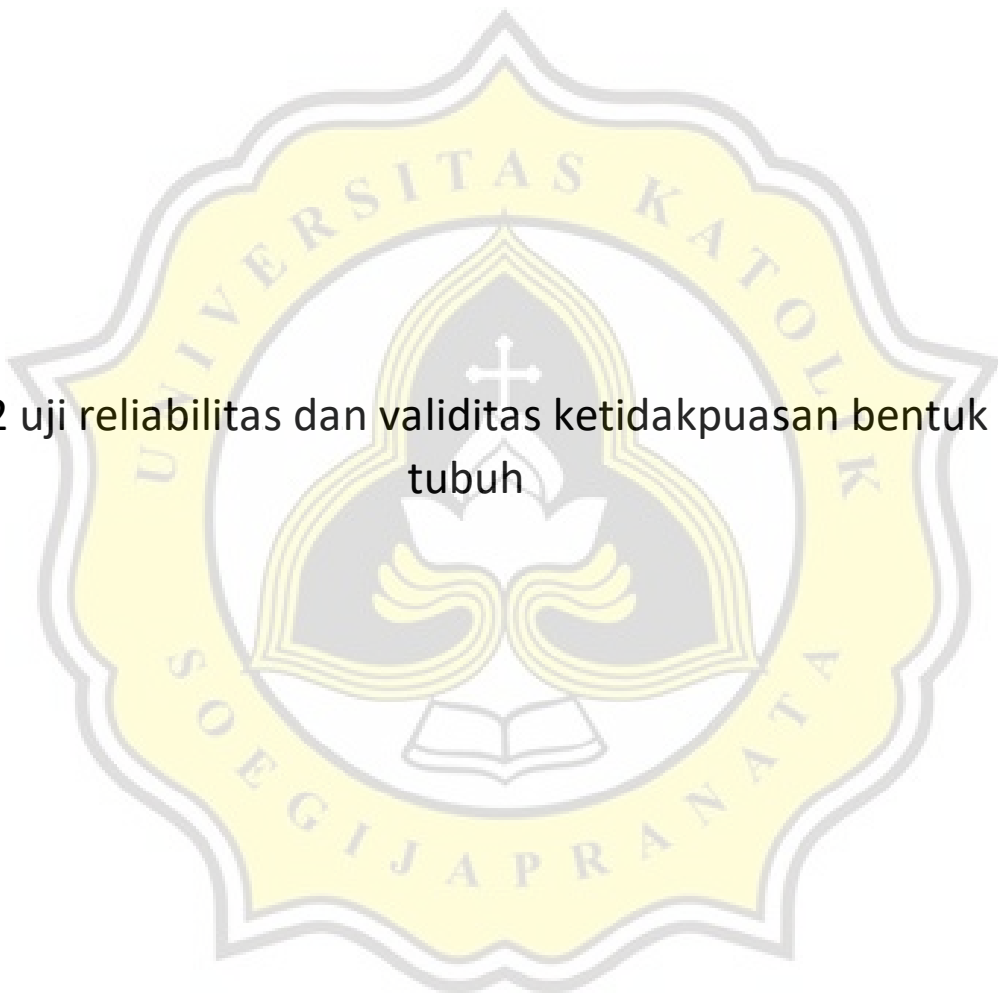 2 uji reliabilitas dan validitas ketidakpuasan bentuk
tubuh
UNIVERSITAS KATOLIK
SOEGIJAPRANATA